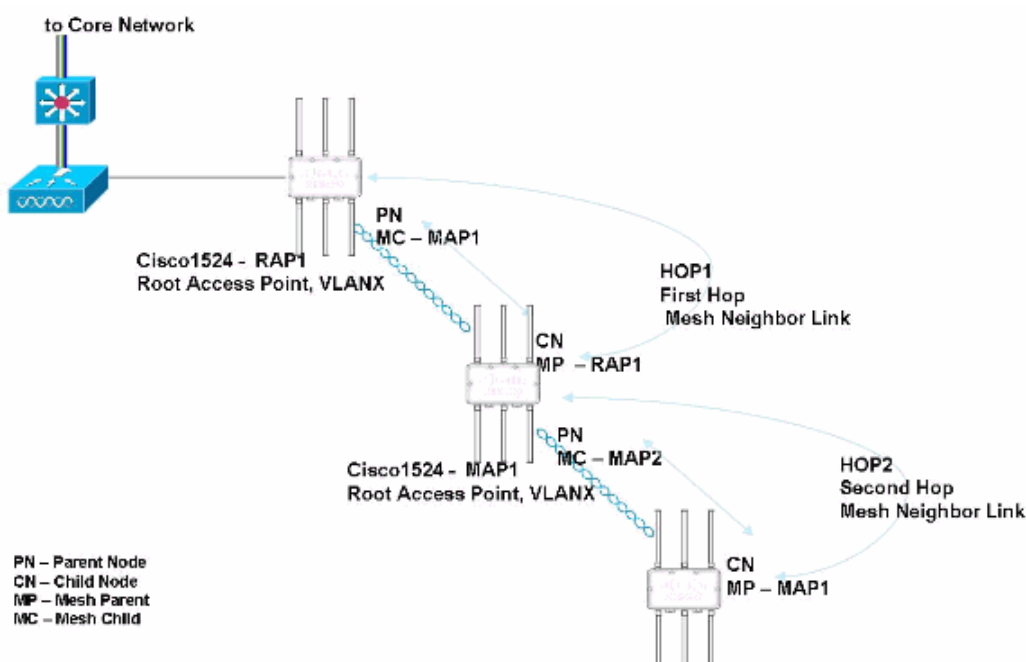 to Core Network
PN
MC – MAP1
Cisco1524 - RAP1
Root Access Point, VLANX
HOP1
First Hop
Mesh Neighbor Link
CN
MP – RAP1
PN
MC – MAP2
Cisco1524 - MAP1
Root Access Point, VLANX
HOP2
Second Hop
Mesh Neighbor Link
CN
MP – MAP1
PN – Parent Node
CN – Child Node
MP – Mesh Parent
MC – Mesh Child